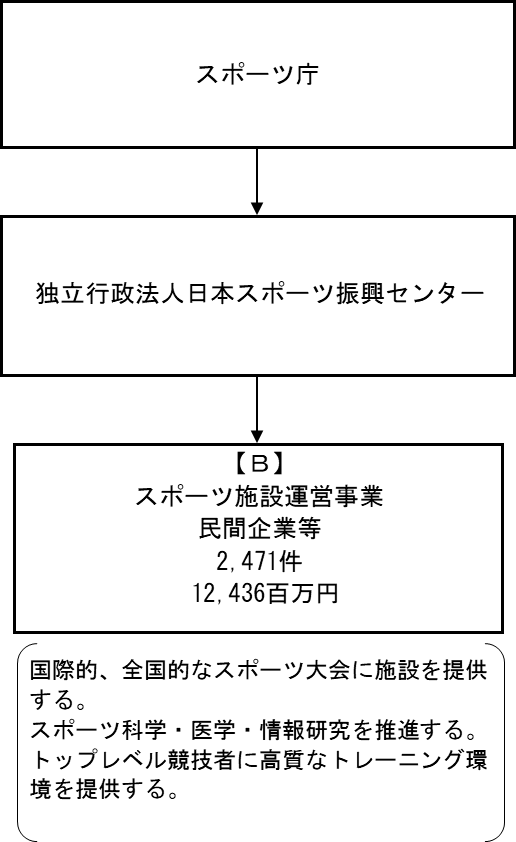 スポーツ庁
独立行政法人日本スポーツ振興センター
【Ｂ】
スポーツ施設運営事業
民間企業等
2,471件
12,436百万円
国際的、全国的なスポーツ大会に施設を提供
する。
スポーツ科学・医学・情報研究を推進する。
トップレベル競技者に高質なトレーニング環
境を提供する。